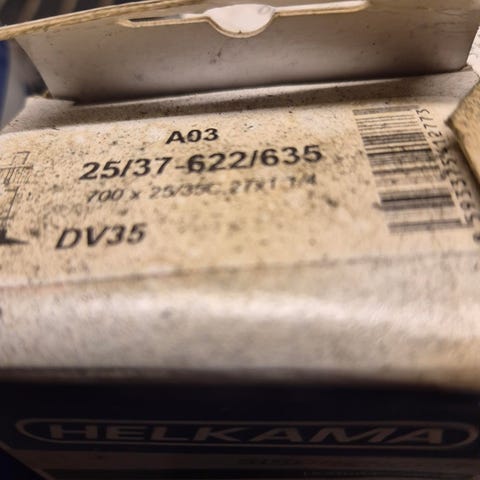 A03
25/37-622/635
700 x 25/35C, 27x1 1/4
DV35
HELKAMA